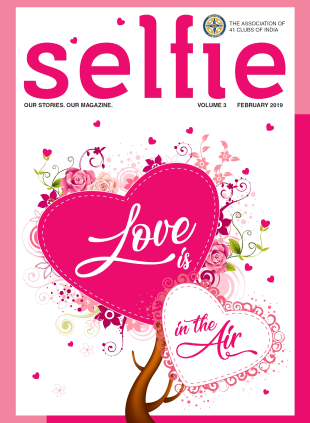 selfie
THE ASSOCIATION OF
41 CLUBS OF INDIA
OUR STORIES. OUR MAGAZINE.
VOLUME 3 FEBRUARY 2019
Love
is
in the
Air